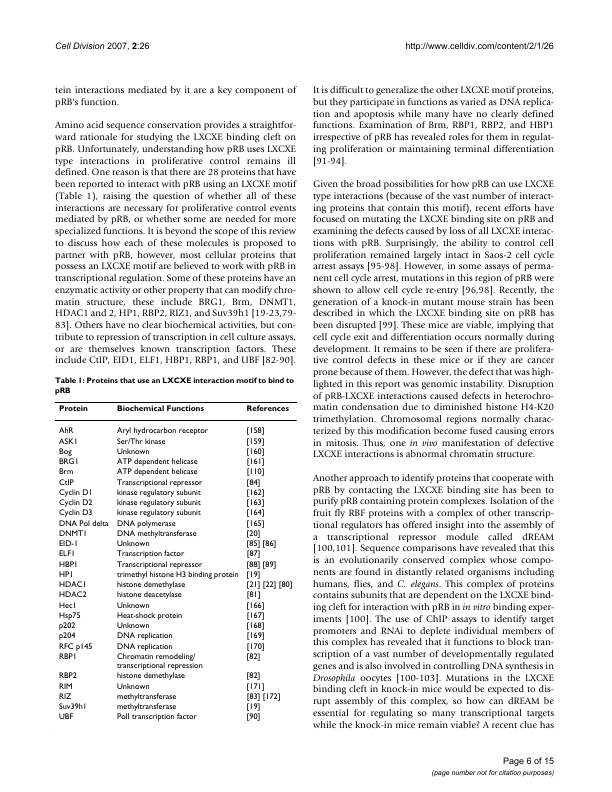 Cell Division 2007, 2:26
http://www.celldiv.com/content/2/1/26
tein interactions mediated by it are a key component of
pRB's function.
Amino acid sequence conservation provides a straightfor-
ward rationale for studying the LXCXE binding cleft on
pRB. Unfortunately, understanding how pRB uses LXCXE
type interactions in proliferative control remains ill
defined. One reason is that there are 28 proteins that have
been reported to interact with pRB using an LXCXE motif
(Table 1), raising the question of whether all of these
interactions are necessary for proliferative control events
mediated by pRB, or whether some are needed for more
specialized functions. It is beyond the scope of this review
to discuss how each of these molecules is proposed to
partner with pRB, however, most cellular proteins that
possess an LXCXE motif are believed to work with pRB in
transcriptional regulation. Some of these proteins have an
enzymatic activity or other property that can modify chro-
matin structure, these include BRG1, Brm, DNMT1,
HDAC1 and 2, HP1, RBP2, RIZ1, and Suv39h1 [19-23,79-
83]. Others have no clear biochemical activities, but con-
tribute to repression of transcription in cell culture assays,
or are themselves known transcription factors. These
include CtIP, EID1, ELF1, HBP1, RBP1, and UBF [82-90].
Table 1: Proteins that use an LXCXE interaction motif to bind to
pRB
Protein Biochemical Functions References
AhR Aryl hydrocarbon receptor [158]
ASK1 Ser/Thr kinase [159]
Bog Unknown [160]
BRG1 ATP dependent helicase [161]
Brm ATP dependent helicase [110]
CtIP Transcriptional repressor [84]
Cyclin D1 kinase regulatory subunit [162]
Cyclin D2 kinase regulatory subunit [163]
Cyclin D3 kinase regulatory subunit [164]
DNA Pol delta DNA polymerase [165]
DNMT1 DNA methyltransferase [20]
EID-1 Unknown [85] [86]
ELF1 Transcription factor [87]
HBP1 Transcriptional repressor [88] [89]
HP1 trimethyl histone H3 binding protein [19]
HDAC1 histone demethylase [21] [22] [80]
HDAC2 histone deacetylase [81]
Hec1 Unknown [166]
Hsp75 Heat-shock protein [167]
p202 Unknown [168]
p204 DNA replication [169]
RFC p145 DNA replication [170]
RBP1 Chromatin remodeling/ [82]
transcriptional repression
RBP2 histone demethylase [82]
RIM Unknown [171]
RIZ methyltransferase [83] [172]
Suv39h1 methyltransferase [19]
UBF PolI transcription factor [90]
It is difficult to generalize the other LXCXE motif proteins,
but they participate in functions as varied as DNA replica-
tion and apoptosis while many have no clearly defined
functions. Examination of Brm, RBP1, RBP2, and HBP1
irrespective of pRB has revealed roles for them in regulat-
ing proliferation or maintaining terminal differentiation
[91-94].
Given the broad possibilities for how pRB can use LXCXE
type interactions (because of the vast number of interact-
ing proteins that contain this motif), recent efforts have
focused on mutating the LXCXE binding site on pRB and
examining the defects caused by loss of all LXCXE interac-
tions with pRB. Surprisingly, the ability to control cell
proliferation remained largely intact in Saos-2 cell cycle
arrest assays [95-98]. However, in some assays of perma-
nent cell cycle arrest, mutations in this region of pRB were
shown to allow cell cycle re-entry [96,98]. Recently, the
generation of a knock-in mutant mouse strain has been
described in which the LXCXE binding site on pRB has
been disrupted [99]. These mice are viable, implying that
cell cycle exit and differentiation occurs normally during
development. It remains to be seen if there are prolifera-
tive control defects in these mice or if they are cancer
prone because of them. However, the defect that was high-
lighted in this report was genomic instability. Disruption
of pRB-LXCXE interactions caused defects in heterochro-
matin condensation due to diminished histone H4-K20
trimethylation. Chromosomal regions normally charac-
terized by this modification become fused causing errors
in mitosis. Thus, one in vivo manifestation of defective
LXCXE interactions is abnormal chromatin structure.
Another approach to identify proteins that cooperate with
pRB by contacting the LXCXE binding site has been to
purify pRB containing protein complexes. Isolation of the
fruit fly RBF proteins with a complex of other transcrip-
tional regulators has offered insight into the assembly of
a transcriptional repressor module called dREAM
[100,101]. Sequence comparisons have revealed that this
is an evolutionarily conserved complex whose compo-
nents are found in distantly related organisms including
humans, flies, and C. elegans. This complex of proteins
contains subunits that are dependent on the LXCXE bind-
ing cleft for interaction with pRB in in vitro binding exper-
iments [100]. The use of ChIP assays to identify target
promoters and RNAi to deplete individual members of
this complex has revealed that it functions to block tran-
scription of a vast number of developmentally regulated
genes and is also involved in controlling DNA synthesis in
Drosophila oocytes [100-103]. Mutations in the LXCXE
binding cleft in knock-in mice would be expected to dis-
rupt assembly of this complex, so how can dREAM be
essential for regulating so many transcriptional targets
while the knock-in mice remain viable? A recent clue has
Page 6 of 15
(page number not for citation purposes)